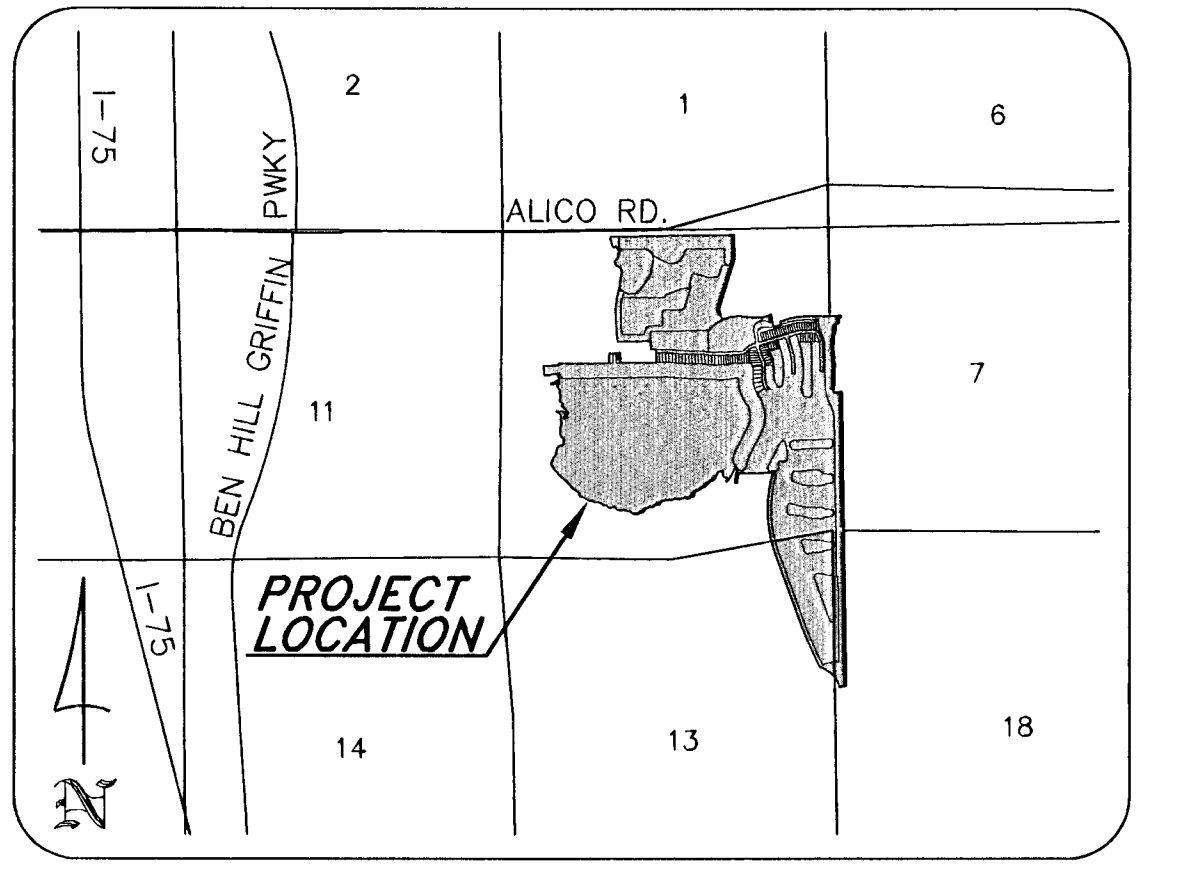 2
1
6
I-75
PWKY
ALICO RD.
BEN HILL GRIFFIN
11
7
PROJECT
LOCATION
I-75
14
13
18
N